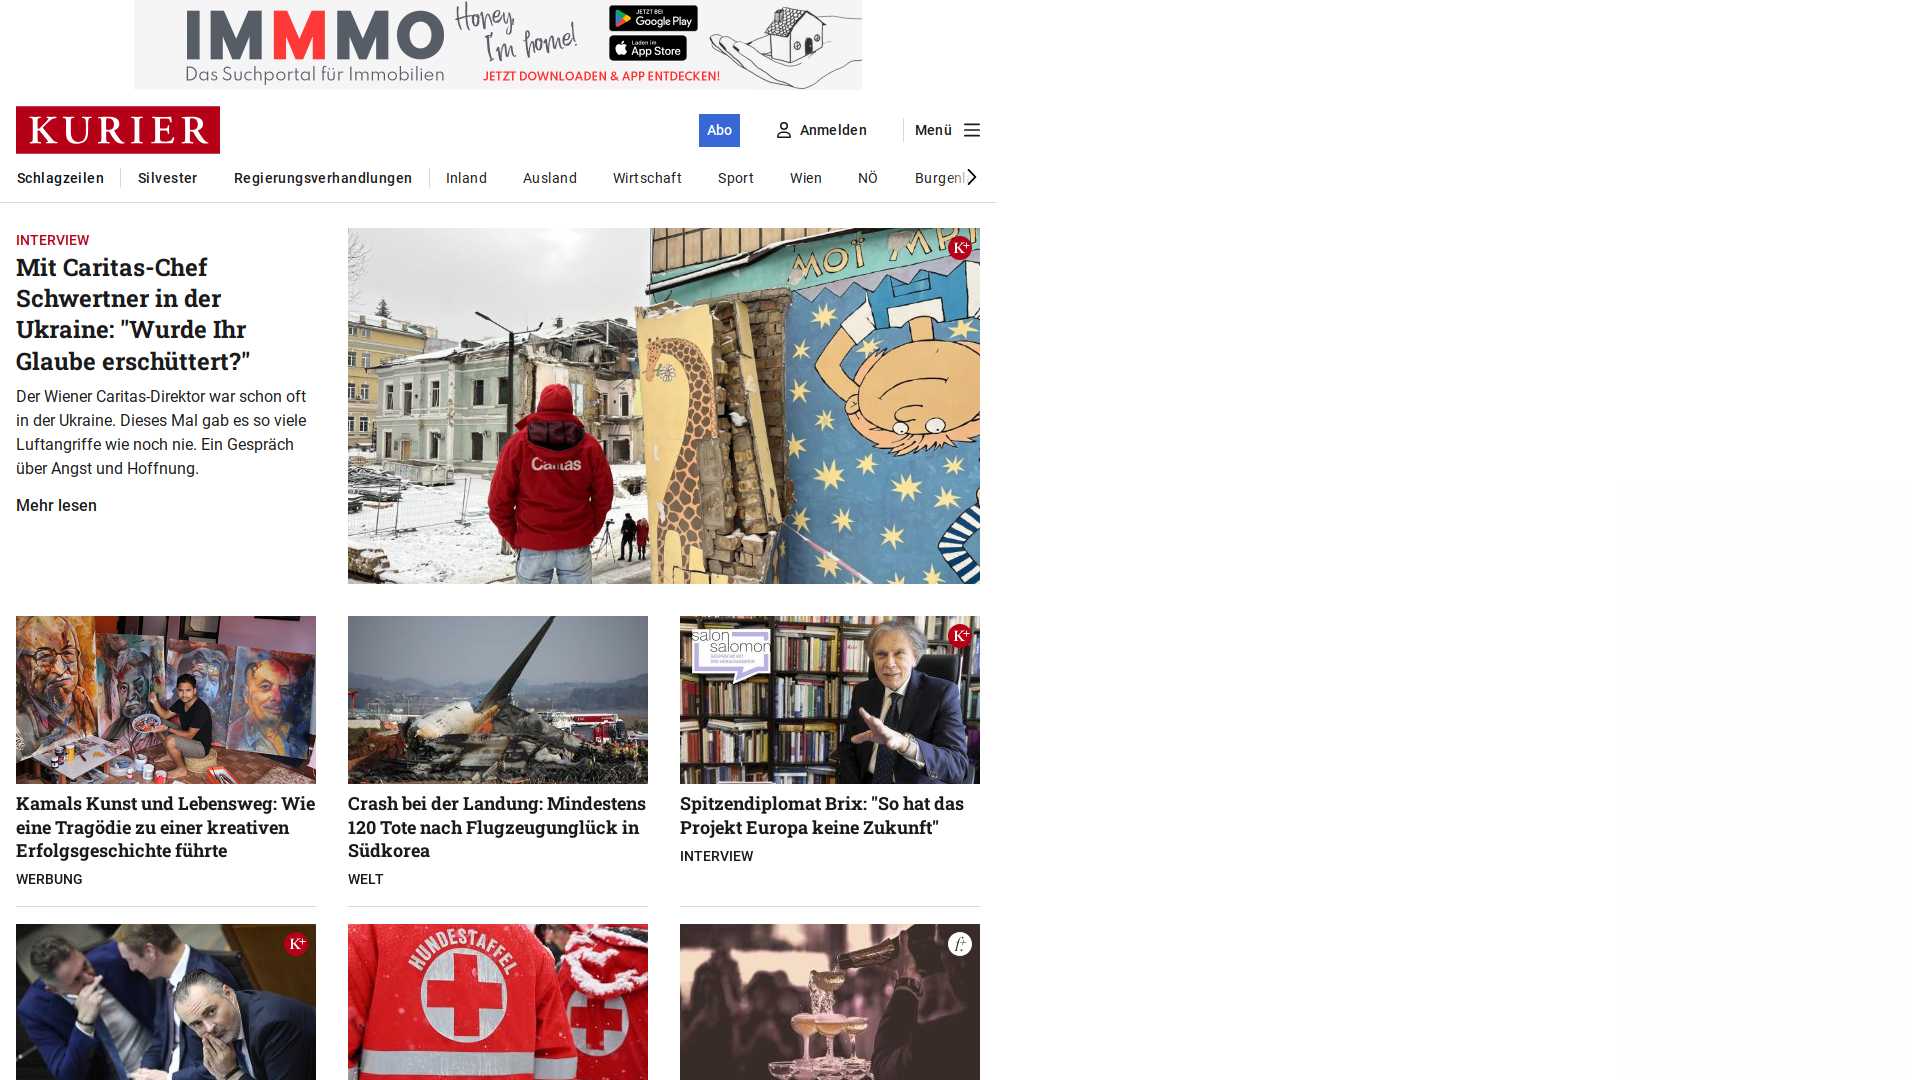 IMMMO
Das Suchportal für Immobilien
Honey, I'm home!
JETZT BEI
Google Play
Laden im
App Store
JETZT DOWNLOADEN & APP ENTDECKEN!
KURIER
Abo
Anmelden
Menü
Schlagzeilen
Silvester
Regierungsverhandlungen
Inland
Ausland
Wirtschaft
Sport
Wien
NÖ
INTERVIEW
Mit Caritas-Chef
Schwertner in der
Ukraine: "Wurde Ihr
Glaube erschüttert?"
Der Wiener Caritas-Direktor war schon oft
in der Ukraine. Dieses Mal gab es so viele
Luftangriffe wie noch nie. Ein Gespräch
über Angst und Hoffnung.
Mehr lesen
K+
Caritas
Kamals Kunst und Lebensweg: Wie
eine Tragödie zu einer kreativen
Erfolgsgeschichte führte
WERBUNG
Crash bei der Landung: Mindestens
120 Tote nach Flugzeugunglück in
Südkorea
WELT
salon
salomon
K+
Spitzendiplomat Brix: "So hat das
Projekt Europa keine Zukunft"
INTERVIEW
K+
HUNDESTAFFEL
f+